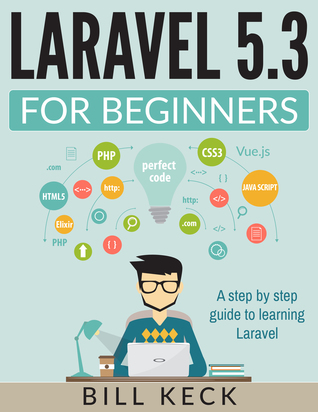 LARAVEL 5.3
FOR BEGINNERS
.com
PHP
perfect
code
CSS3
Vue.js
HTML5
<···>
http:
<···>
{ }
JAVA SCRIPT
http:
</>
Elixir
PHP
{ }
.com
</>
A step by step
guide to learning
Laravel
BILL KECK